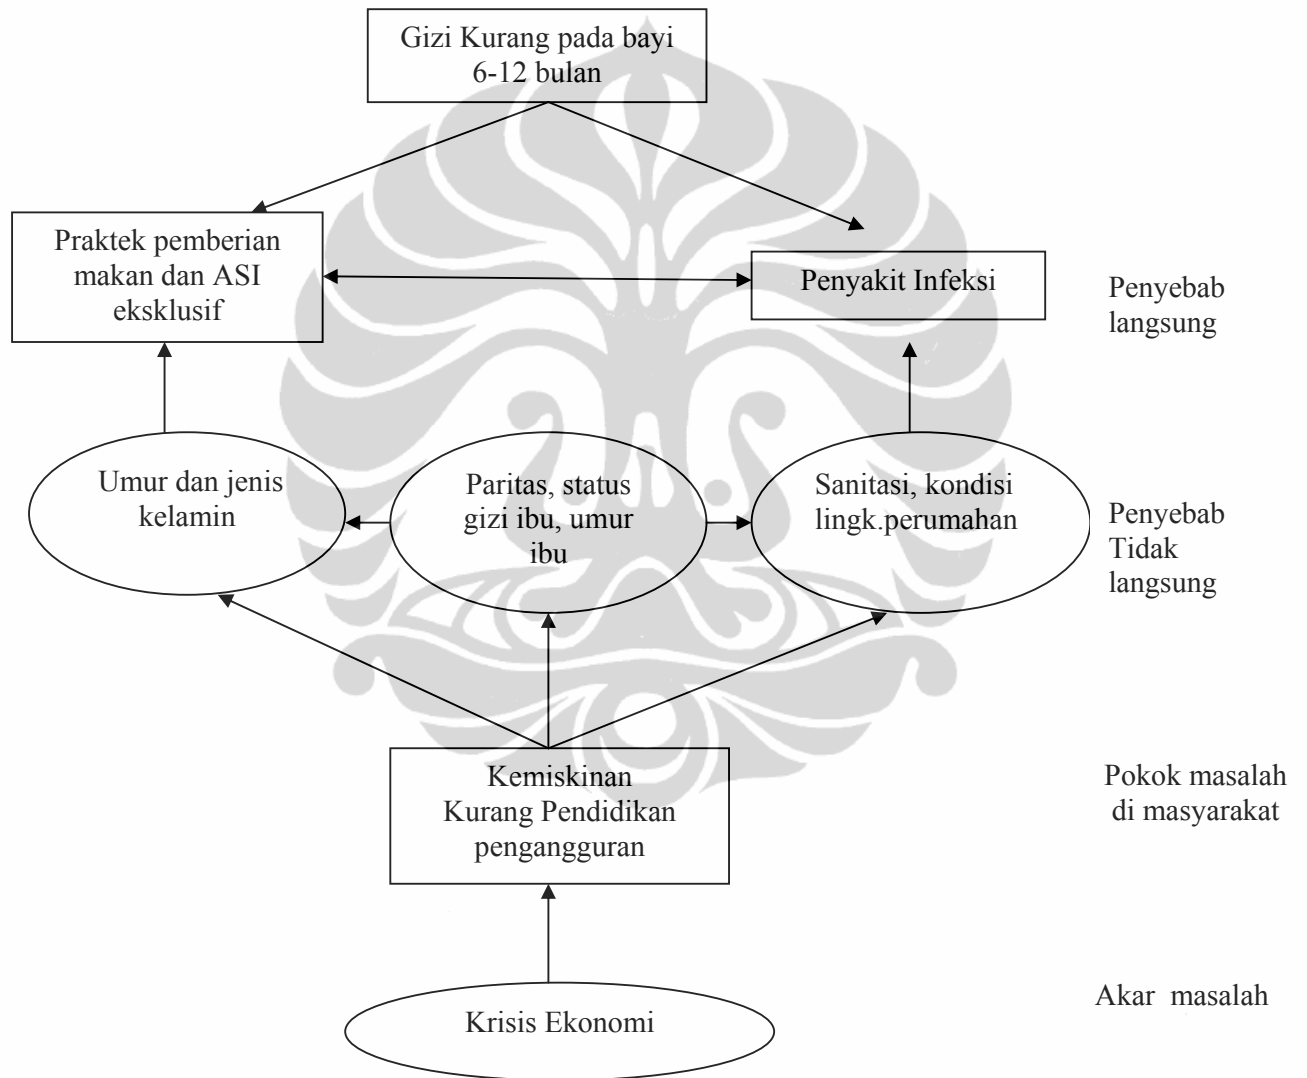 Gizi Kurang pada bayi
6-12 bulan
Praktek pemberian
makan dan ASI
eksklusif
Penyakit Infeksi
Penyebab
langsung
Umur dan jenis
kelamin
Paritas, status
gizi ibu, umur
ibu
Sanitasi, kondisi
lingk.perumahan
Penyebab
Tidak
langsung
Kemiskinan
Kurang Pendidikan
pengangguran
Pokok masalah
di masyarakat
Krisis Ekonomi
Akar masalah